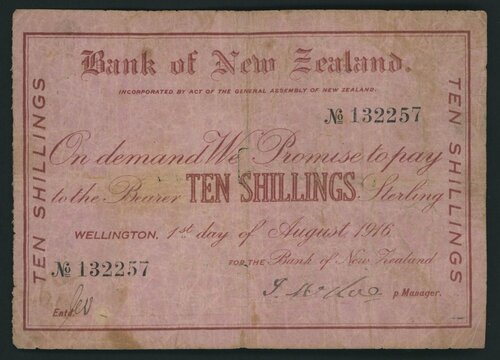 Bank of New Zealand.
INCORPORATED BY ACT OF THE GENERAL ASSEMBLY OF NEW ZEALAND.
№ 132257
On demand We Promise to pay
to the Bearer TEN SHILLINGS Sterling
WELLINGTON, 1st day of August 1916
№ 132257
FOR THE Bank of New Zealand
Entd.
p. Manager.
TEN SHILLINGS
TEN SHILLINGS